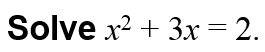 Solve x² + 3x = 2.